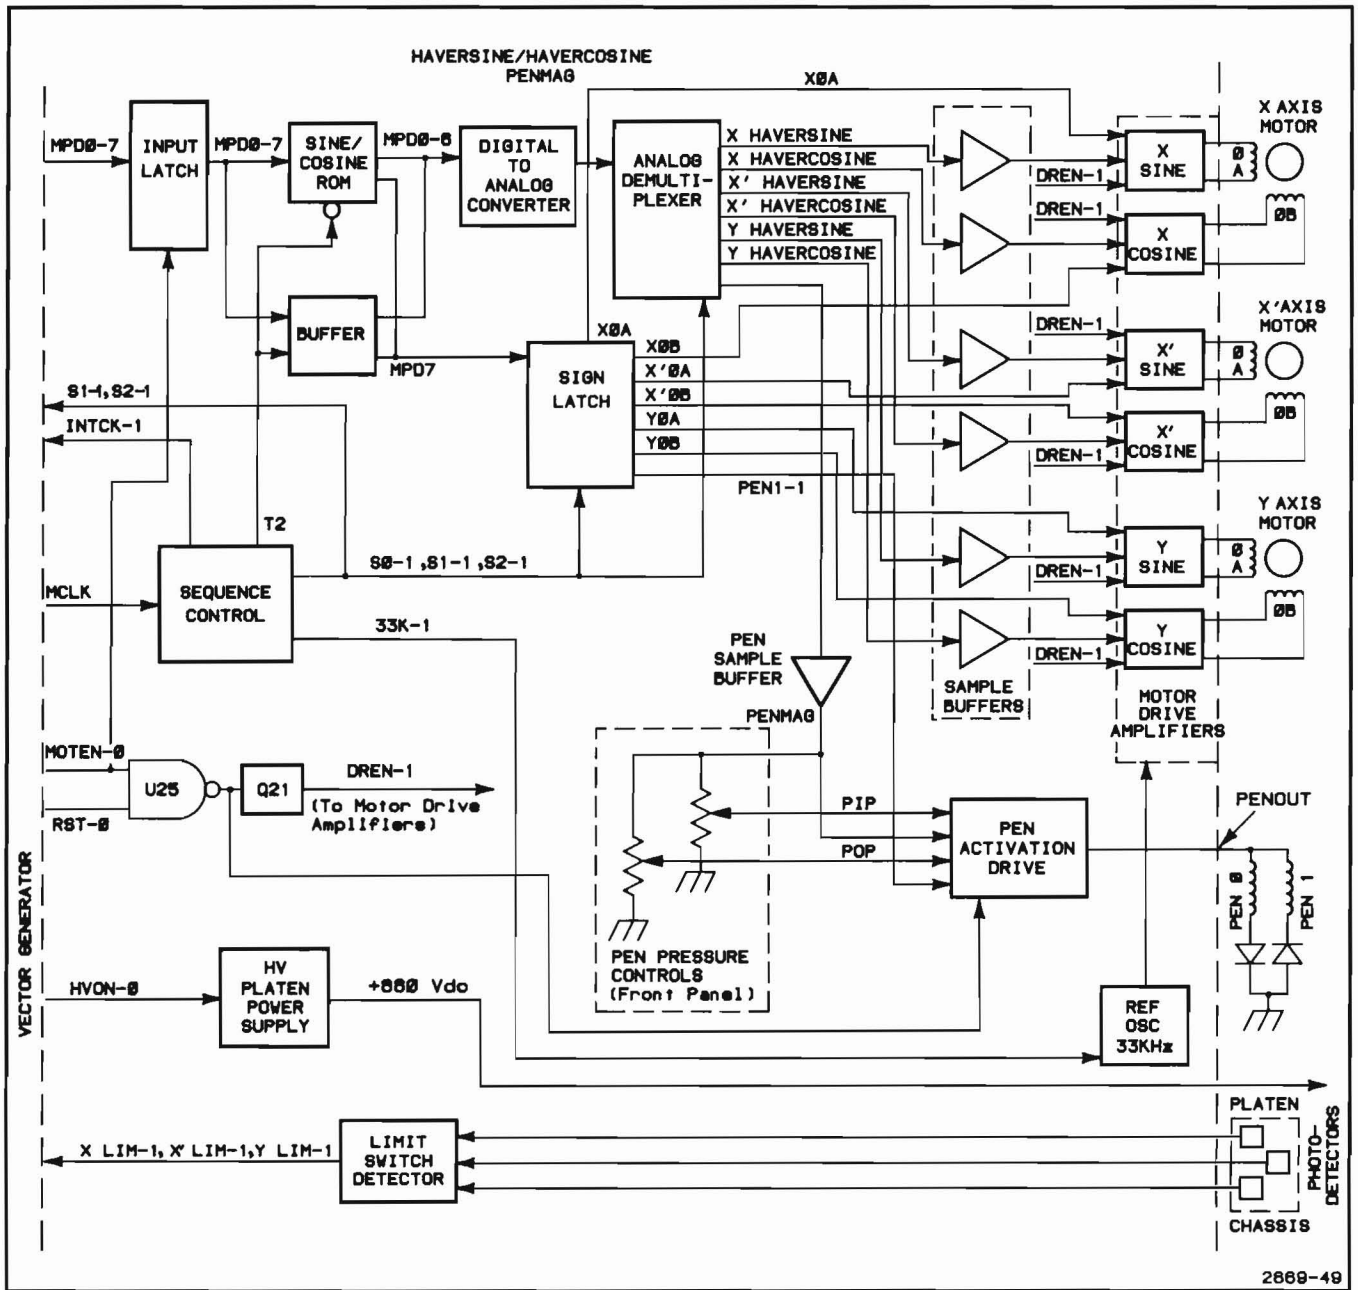 HAVERSINE/HAVERCOSINE
PENMAG
XØA
X AXIS
MOTOR
MPDØ-7
INPUT
LATCH
MPDØ-7
SINE/
COSINE
ROM
MPDØ-6
DIGITAL
TO
ANALOG
CONVERTER
ANALOG
DEMULTI-
PLEXER
X HAVERSINE
X HAVERCOSINE
X' HAVERSINE
X' HAVERCOSINE
Y HAVERSINE
Y HAVERCOSINE
DREN-1
DREN-1
X
SINE
Ø
A
X
COSINE
ØB
BUFFER
MPD7
XØA
SIGN
LATCH
XØB
X'ØA
X'ØB
YØA
YØB
PEN1-1
DREN-1
DREN-1
X' AXIS
MOTOR
X'
SINE
Ø
A
X'
COSINE
ØB
S1-1,S2-1
INTCK-1
T2
MCLK
SEQUENCE
CONTROL
SØ-1 ,S1-1 ,S2-1
33K-1
Y AXIS
MOTOR
DREN-1
DREN-1
Y
SINE
Ø
A
Y
COSINE
ØB
PEN
SAMPLE
BUFFER
PENMAG
SAMPLE
BUFFERS
MOTOR
DRIVE
AMPLIFIERS
MOTEN-Ø
RST-Ø
U25
Q21
DREN-1
(To Motor Drive
Amplifiers)
PIP
POP
PEN
ACTIVATION
DRIVE
PENOUT
PEN Ø
PEN 1
VECTOR GENERATOR
PEN PRESSURE
CONTROLS
(Front Panel)
HVON-Ø
HV
PLATEN
POWER
SUPPLY
+880 Vdc
REF
OSC
33KHz
PLATEN
X LIM-1, X' LIM-1,Y LIM-1
LIMIT
SWITCH
DETECTOR
PHOTO-
DETECTORS
CHASSIS
2669-49